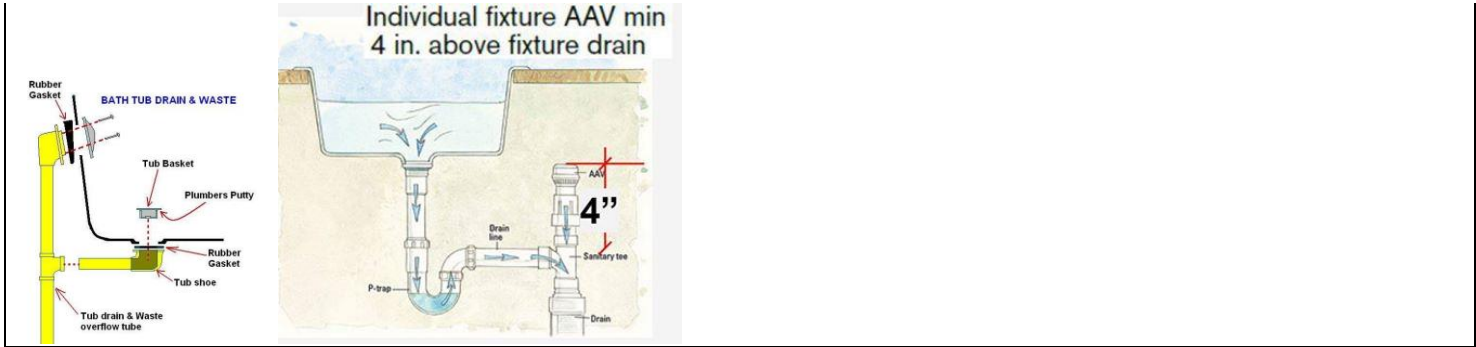 Individual fixture AAV min
4 in. above fixture drain
Rubber
Gasket
BATH TUB DRAIN & WASTE
Tub Basket
Plumbers Putty
Rubber
Gasket
Tub shoe
Tub drain & Waste
overflow tube
AAV
4”
Drain
line
Sanitary tee
P-trap
Drain